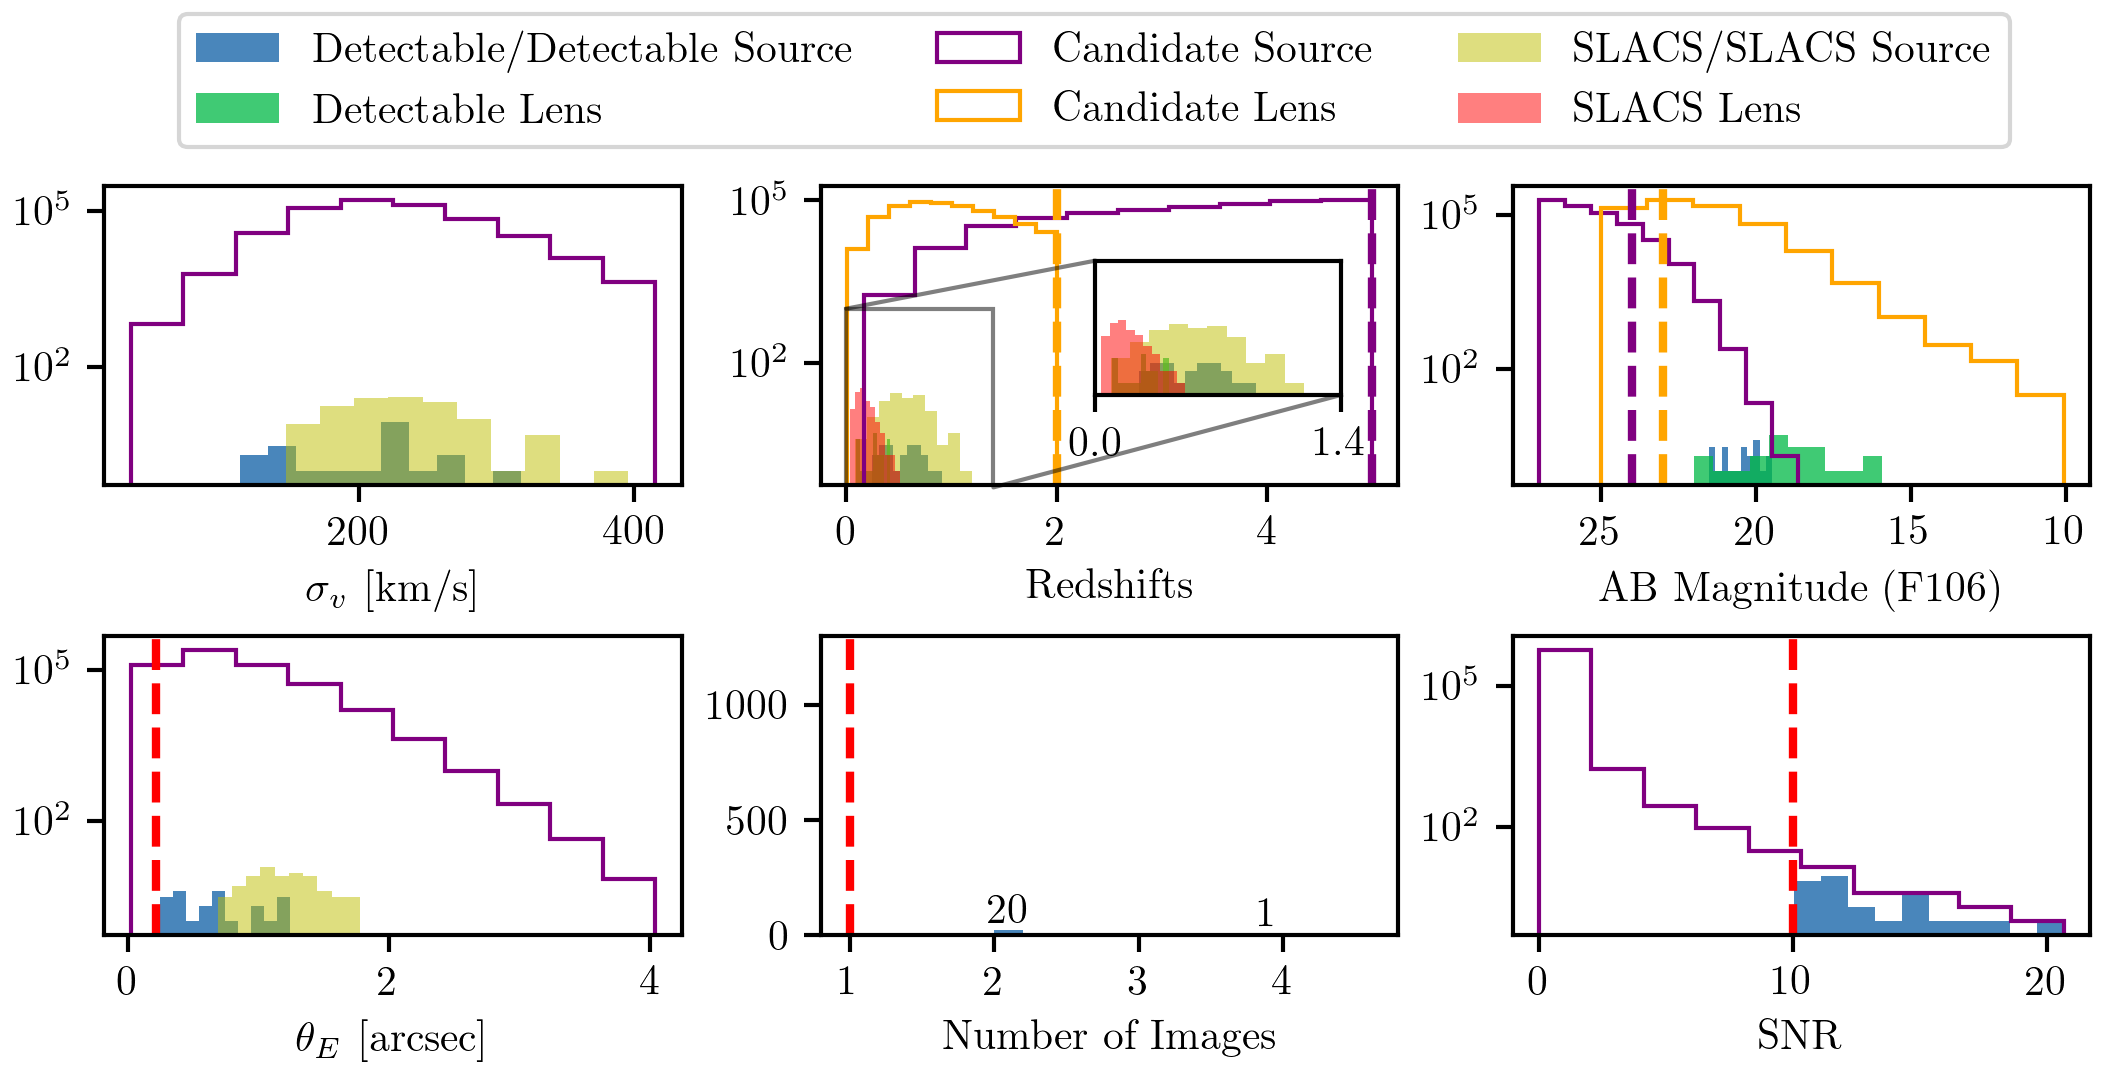 Detectable/Detectable Source Candidate Source SLACS/SLACS Source
Detectable Lens Candidate Lens SLACS Lens
10^5
10^2
200 400
σ_v [km/s]
10^5
10^2
0.0 1.4
0 2 4
Redshifts
10^5
10^2
25 20 15 10
AB Magnitude (F106)
10^5
10^2
0 2 4
θ_E [arcsec]
1000
500
0
20 1
1 2 3 4
Number of Images
10^5
10^2
0 10 20
SNR